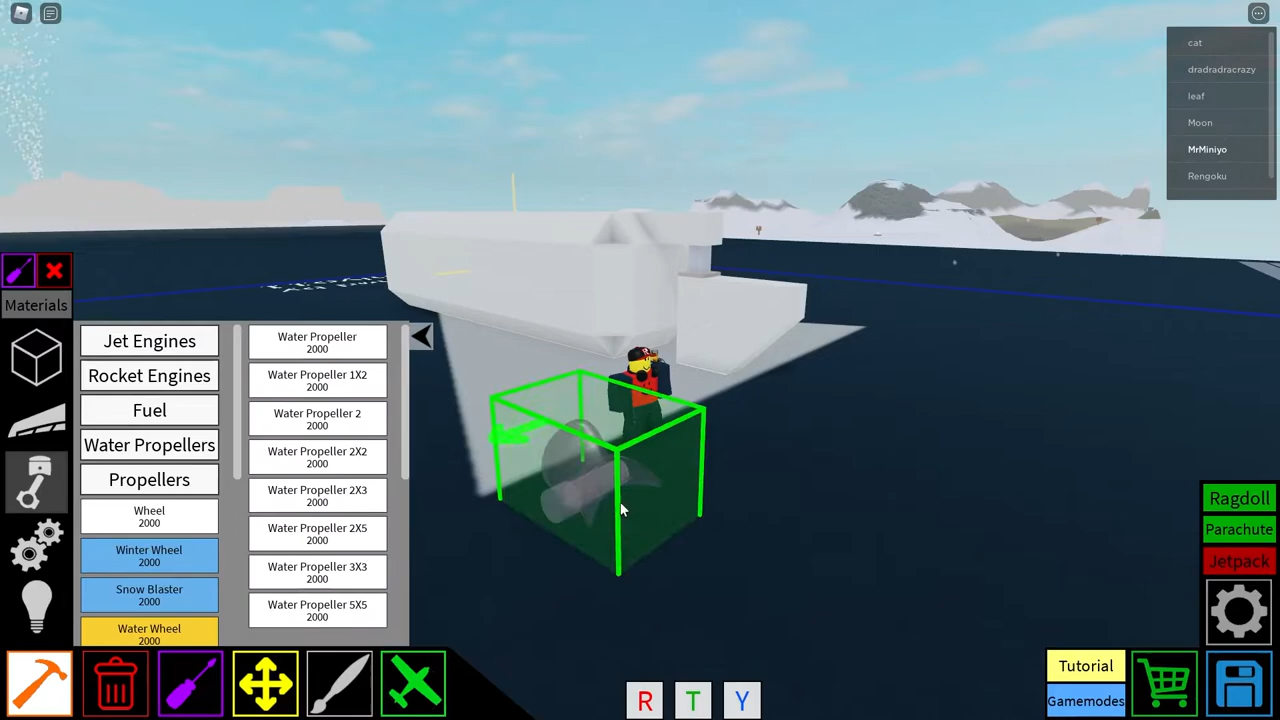 cat
dradradracrazy
leaf
Moon
MrMiniyo
Rengoku
Materials
Jet Engines
Rocket Engines
Fuel
Water Propellers
Propellers
Wheel
2000
Winter Wheel
2000
Snow Blaster
2000
Water Wheel
2000
Water Propeller
2000
Water Propeller 1X2
2000
Water Propeller 2
2000
Water Propeller 2X2
2000
Water Propeller 2X3
2000
Water Propeller 2X5
2000
Water Propeller 3X3
2000
Water Propeller 5X5
2000
Ragdoll
Parachute
Jetpack
Tutorial
Gamemodes
R T Y